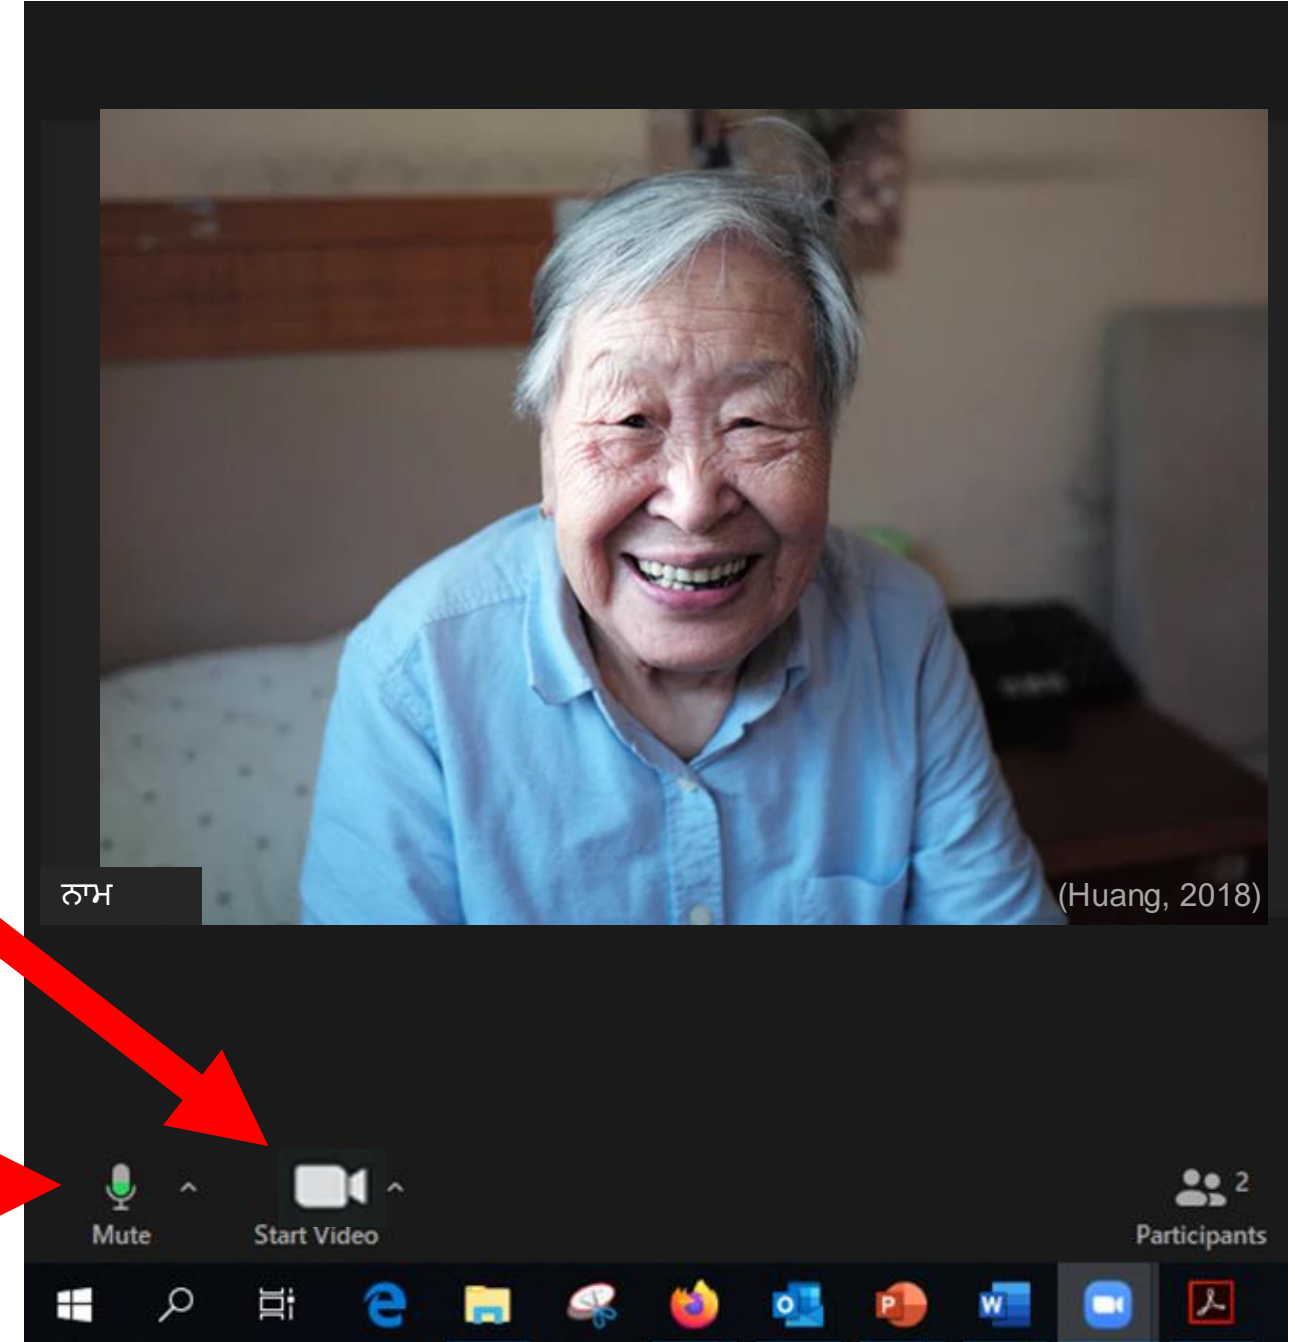 ਨਾਮ
(Huang, 2018)
2
Mute
Start Video
Participants